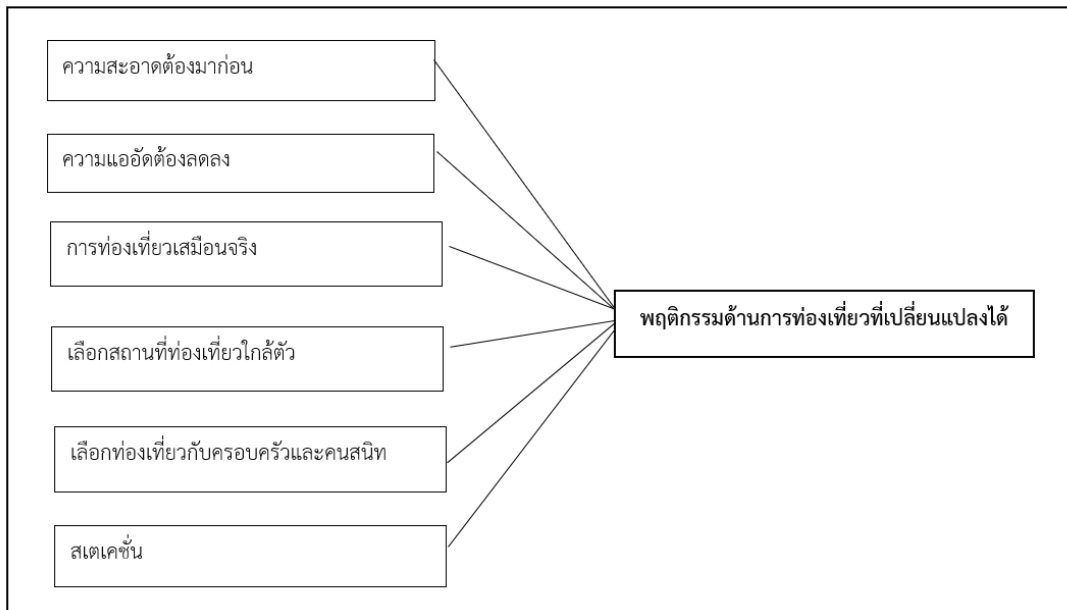 ความสะอาดต้องมาก่อน
ความแออัดต้องลดลง
การท่องเที่ยวเสมือนจริง
เลือกสถานที่ท่องเที่ยวใกล้ตัว
เลือกท่องเที่ยวกับครอบครัวและคนสนิท
สเตเคชั่น
พฤติกรรมด้านการท่องเที่ยวที่เปลี่ยนแปลงได้